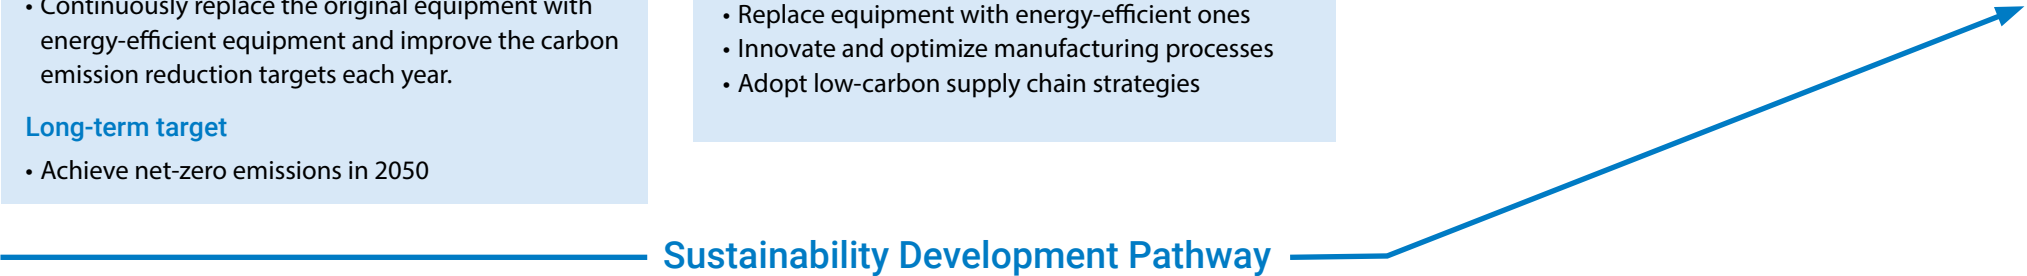 • Continuously replace the original equipment with
energy-efficient equipment and improve the carbon
emission reduction targets each year.
Long-term target
• Achieve net-zero emissions in 2050
• Replace equipment with energy-efficient ones
• Innovate and optimize manufacturing processes
• Adopt low-carbon supply chain strategies
Sustainability Development Pathway